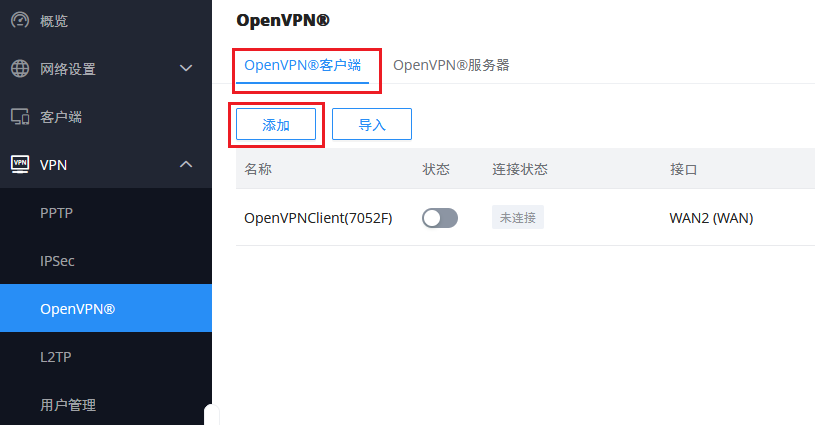 概览
网络设置
客户端
VPN
VPN
PPTP
IPSec
OpenVPN®
L2TP
用户管理
OpenVPN®
OpenVPN®客户端 OpenVPN®服务器
添加 导入
名称 状态 连接状态 接口
OpenVPNClient(7052F) 未连接 WAN2 (WAN)